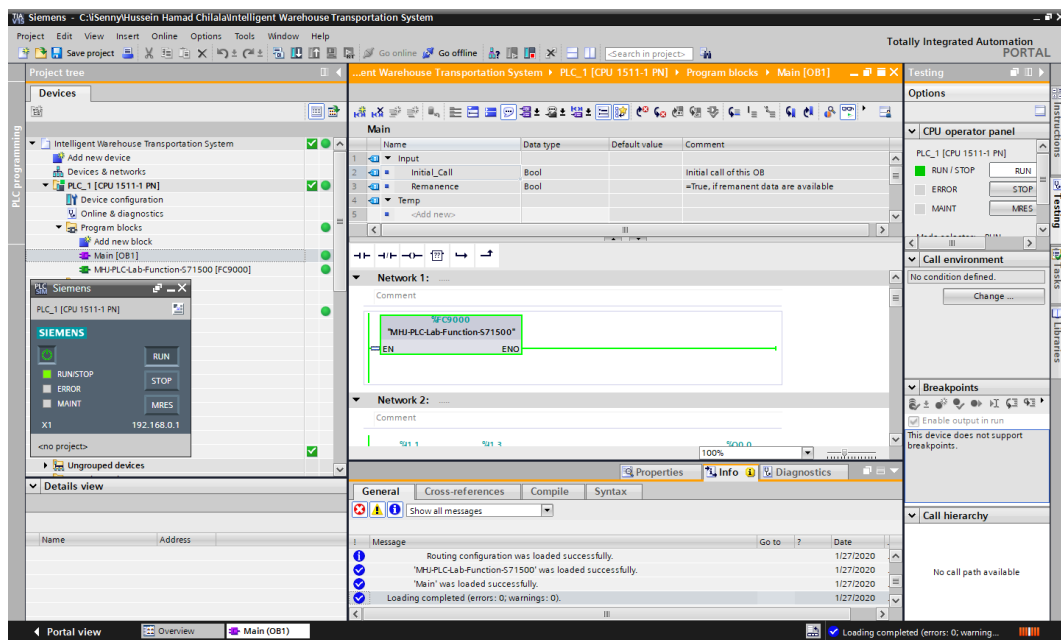 Siemens - C:\iSenny\Hussein Hamad Chilala\Intelligent Warehouse Transportation System
Project Edit View Insert Online Options Tools Window Help
Totally Integrated Automation
PORTAL
Save project Go online Go offline <Search in project>
Project tree
Devices
PLC programming
Intelligent Warehouse Transportation System
Add new device
Devices & networks
PLC_1 [CPU 1511-1 PN]
Device configuration
Online & diagnostics
Program blocks
Add new block
Main [OB1]
MHJ-PLC-Lab-Function-S71500 [FC9000]
Siemens
PLC_1 [CPU 1511-1 PN]
SIEMENS
RUN
RUN/STOP
STOP
ERROR
MAINT
MRES
X1 192.168.0.1
<no project>
Ungrouped devices
Details view
Name Address
...ent Warehouse Transportation System PLC_1 [CPU 1511-1 PN] Program blocks Main [OB1]
Main
Name Data type Default value Comment
1 Input
2 Initial_Call Bool Initial call of this OB
3 Remanence Bool =True, if remanent data are available
4 Temp
5 <Add new>
Network 1: .....
Comment
%FC9000
"MHJ-PLC-Lab-Function-S71500"
EN ENO
Network 2: .....
Comment
%I1.1 %I1.3 %Q0.0
100%
Properties Info Diagnostics
General Cross-references Compile Syntax
Show all messages
! Message Go to ? Date
Routing configuration was loaded successfully. 1/27/2020
'MHJ-PLC-Lab-Function-S71500' was loaded successfully. 1/27/2020
'Main' was loaded successfully. 1/27/2020
Loading completed (errors: 0; warnings: 0). 1/27/2020
Testing
Options
CPU operator panel
PLC_1 [CPU 1511-1 PN]
RUN / STOP RUN
ERROR STOP
MAINT MRES
Call environment
No condition defined.
Change ...
Breakpoints
Enable output in run
This device does not support
breakpoints.
Call hierarchy
No call path available
Instructions
Testing
Tasks
Libraries
Portal view Overview Main (OB1)
Loading completed (errors: 0; warning...